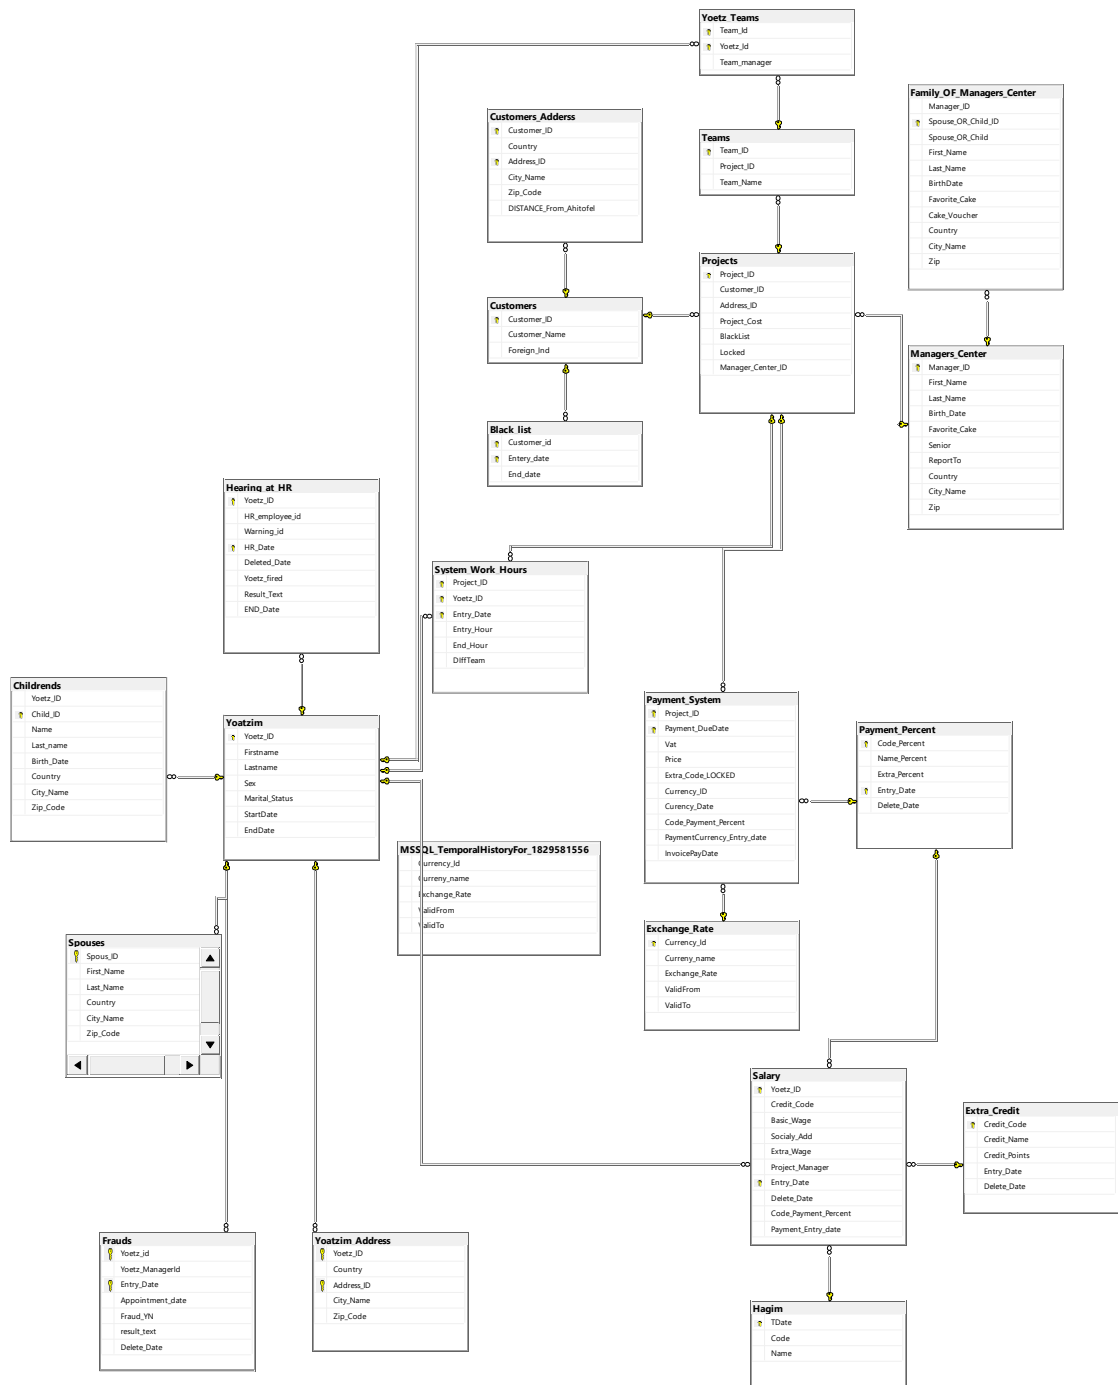 Yoetz_Teams
Team_Id
Yoetz_Id
Team_manager
Family_OF_Managers_Center
Manager_ID
Spouse_OR_Child_ID
Spouse_OR_Child
First_Name
Last_Name
BirthDate
Favorite_Cake
Cake_Voucher
Country
City_Name
Zip
Customers_Adderss
Customer_ID
Country
Address_ID
City_Name
Zip_Code
DISTANCE_From_Ahitofel
Teams
Team_ID
Project_ID
Team_Name
Projects
Project_ID
Customer_ID
Address_ID
Project_Cost
BlackList
Locked
Manager_Center_ID
Customers
Customer_ID
Customer_Name
Foreign_Ind
Managers_Center
Manager_ID
First_Name
Last_Name
Birth_Date
Favorite_Cake
Senior
ReportTo
Country
City_Name
Zip
Black_list
Customer_id
Entery_date
End_date
Hearing_at_HR
Yoetz_ID
HR_employee_id
Warning_id
HR_Date
Deleted_Date
Yoetz_fired
Result_Text
END_Date
System_Work_Hours
Project_ID
Yoetz_ID
Entry_Date
Entry_Hour
End_Hour
DIffTeam
Childrends
Yoetz_ID
Child_ID
Name
Last_name
Birth_Date
Country
City_Name
Zip_Code
Yoatzim
Yoetz_ID
Firstname
Lastname
Sex
Marital_Status
StartDate
EndDate
Payment_System
Project_ID
Payment_DueDate
Vat
Price
Extra_Code_LOCKED
Currency_ID
Curency_Date
Code_Payment_Percent
PaymentCurrency_Entry_date
InvoicePayDate
Payment_Percent
Code_Percent
Name_Percent
Extra_Percent
Entry_Date
Delete_Date
MSSQL_TemporalHistoryFor_1829581556
Currency_Id
Curreny_name
Exchange_Rate
ValidFrom
ValidTo
Exchange_Rate
Currency_Id
Curreny_name
Exchange_Rate
ValidFrom
ValidTo
Spouses
Spous_ID
First_Name
Last_Name
Country
City_Name
Zip_Code
Salary
Yoetz_ID
Credit_Code
Basic_Wage
Socialy_Add
Extra_Wage
Project_Manager
Entry_Date
Delete_Date
Code_Payment_Percent
Payment_Entry_date
Extra_Credit
Credit_Code
Credit_Name
Credit_Points
Entry_Date
Delete_Date
Frauds
Yoetz_id
Yoetz_ManagerId
Entry_Date
Appointment_date
Fraud_YN
result_text
Delete_Date
Yoatzim_Address
Yoetz_ID
Country
Address_ID
City_Name
Zip_Code
Hagim
TDate
Code
Name